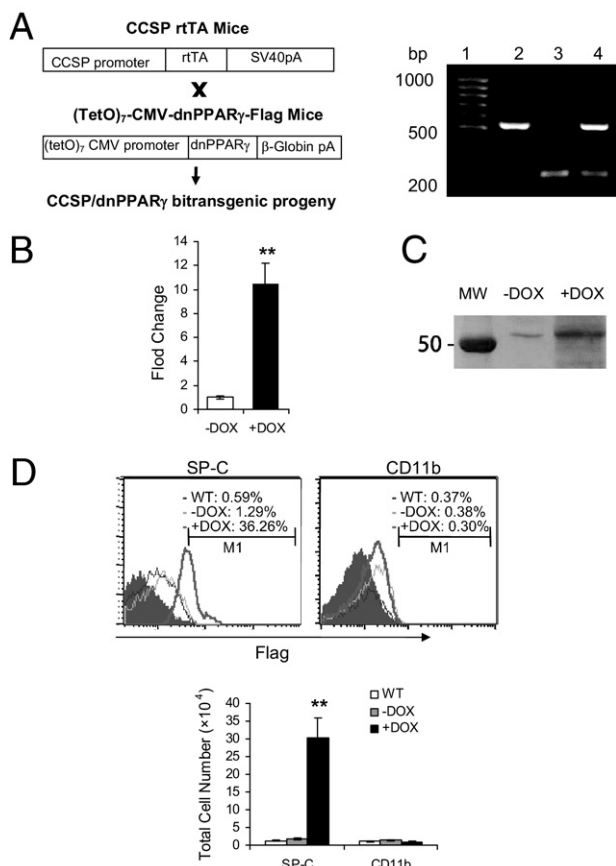 A
CCSP rtTA Mice
CCSP promoter rtTA SV40pA
X
(TetO)₇-CMV-dnPPARγ-Flag Mice
(tetO)₇ CMV promoter dnPPARγ β-Globin pA
CCSP/dnPPARγ bitransgenic progeny
bp 1 2 3 4
1000
500
200
B
Flod Change
14
12
10
8
6
4
2
0
**
-DOX +DOX
C
MW -DOX +DOX
50 -
D
SP-C
- WT: 0.59%
- -DOX: 1.29%
- +DOX: 36.26%
M1
CD11b
- WT: 0.37%
- -DOX: 0.38%
- +DOX: 0.30%
M1
Flag
Total Cell Number (×10⁴)
40
35
30
25
20
15
10
5
0
**
WT
-DOX
+DOX
SP-C CD11b